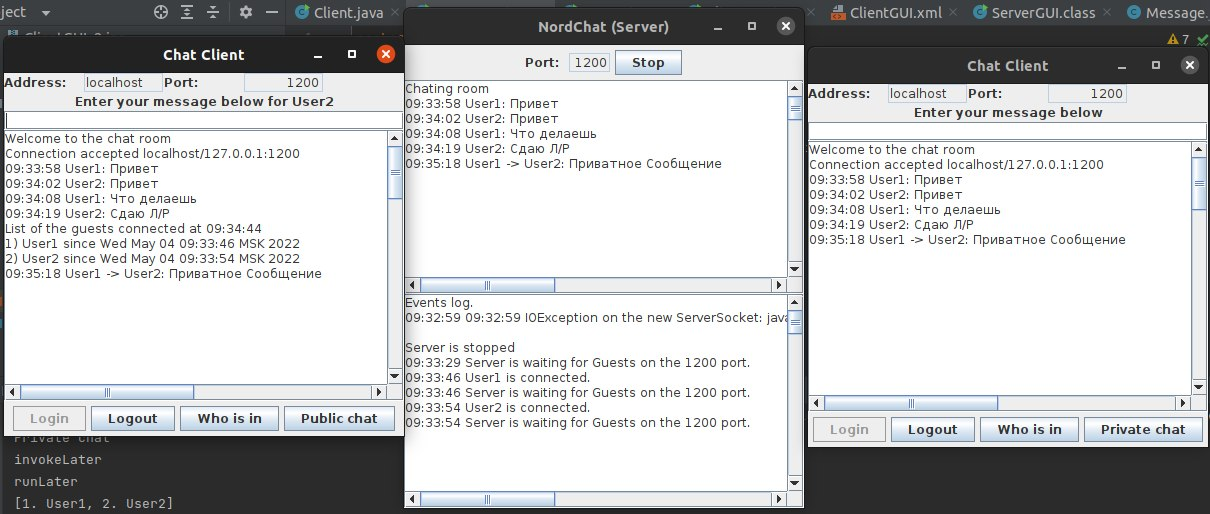 ject
Client.java
ClientGUI.xml
ServerGUI.class
Message.
7
Chat Client
Address: localhost Port: 1200
Enter your message below for User2
Welcome to the chat room
Connection accepted localhost/127.0.0.1:1200
09:33:58 User1: Привет
09:34:02 User2: Привет
09:34:08 User1: Что делаешь
09:34:19 User2: Сдаю Л/Р
List of the guests connected at 09:34:44
1) User1 since Wed May 04 09:33:46 MSK 2022
2) User2 since Wed May 04 09:33:54 MSK 2022
09:35:18 User1 -> User2: Приватное Сообщение
Login Logout Who is in Public chat
Private chat
invokeLater
runLater
[1. User1, 2. User2]
NordChat (Server)
Port: 1200 Stop
Chating room
09:33:58 User1: Привет
09:34:02 User2: Привет
09:34:08 User1: Что делаешь
09:34:19 User2: Сдаю Л/Р
09:35:18 User1 -> User2: Приватное Сообщение
Events log.
09:32:59 09:32:59 IOException on the new ServerSocket: java
Server is stopped
09:33:29 Server is waiting for Guests on the 1200 port.
09:33:46 User1 is connected.
09:33:46 Server is waiting for Guests on the 1200 port.
09:33:54 User2 is connected.
09:33:54 Server is waiting for Guests on the 1200 port.
Chat Client
Address: localhost Port: 1200
Enter your message below
Welcome to the chat room
Connection accepted localhost/127.0.0.1:1200
09:33:58 User1: Привет
09:34:02 User2: Привет
09:34:08 User1: Что делаешь
09:34:19 User2: Сдаю Л/Р
09:35:18 User1 -> User2: Приватное Сообщение
Login Logout Who is in Private chat